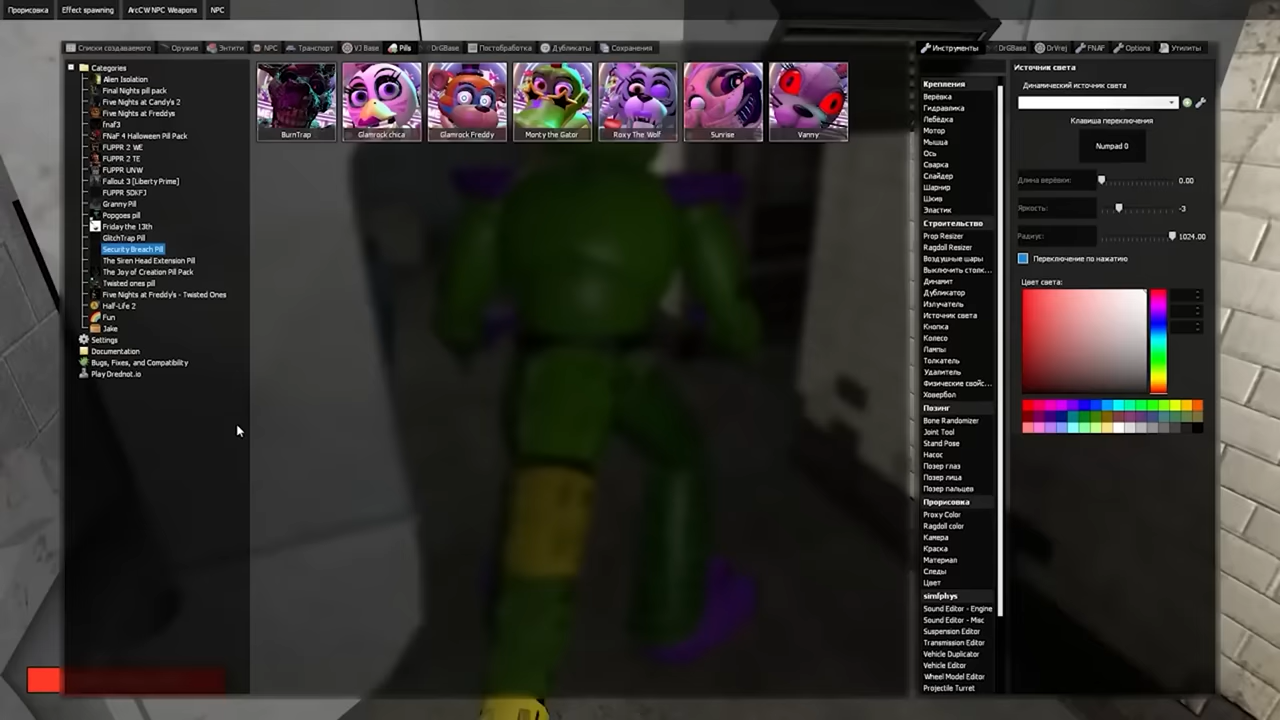 Прорисовка Effect spawning ArcCW NPC Weapons NPC
Списки создаваемого Оружие Энтити NPC Транспорт VJ Base Pils DrGBase Постобработка Дубликаты Сохранения
Categories
Alien Isolation
Final Nights pill pack
Five Nights at Candy's 2
Five Nights at Freddys
fnaf3
FNaF 4 Halloween Pill Pack
FUPPR 2 WE
FUPPR 2 TE
FUPPR UNW
Fallout 3 [Liberty Prime]
FUPPR SDKFJ
Granny Pill
Popgoes pill
Friday the 13th
GlitchTrap Pill
Security Breach Pill
The Siren Head Extension Pill
The Joy of Creation Pill Pack
Twisted ones pill
Five Nights at Freddy's - Twisted Ones
Half-Life 2
Fun
Jake
Settings
Documentation
Bugs, Fixes, and Compatibility
Play Drednot.io
BurnTrap Glamrock chica Glamrock Freddy Monty the Gator Roxy The Wolf Sunrise Vanny
Инструменты DrGBase DrVrej FNAF Options Утилиты
Крепления
Верёвка
Гидравлика
Лебёдка
Мотор
Мышца
Ось
Сварка
Слайдер
Шарнир
Шкив
Эластик
Строительство
Prop Resizer
Ragdoll Resizer
Воздушные шары
Выключить столк...
Динамит
Дубликатор
Излучатель
Источник света
Кнопка
Колесо
Лампы
Толкатель
Удалитель
Физические свойс...
Ховербол
Позинг
Bone Randomizer
Joint Tool
Stand Pose
Насос
Позер глаз
Позер лица
Позер пальцев
Прорисовка
Proxy Color
Ragdoll color
Камера
Краска
Материал
Следы
Цвет
simfphys
Sound Editor - Engine
Sound Editor - Misc
Suspension Editor
Transmission Editor
Vehicle Duplicator
Vehicle Editor
Wheel Model Editor
Projectile Turret
Источник света
Динамический источник света
Клавиша переключения
Numpad 0
Длина верёвки: 0.00
Яркость: -3
Радиус: 1024.00
Переключение по нажатию
Цвет света: